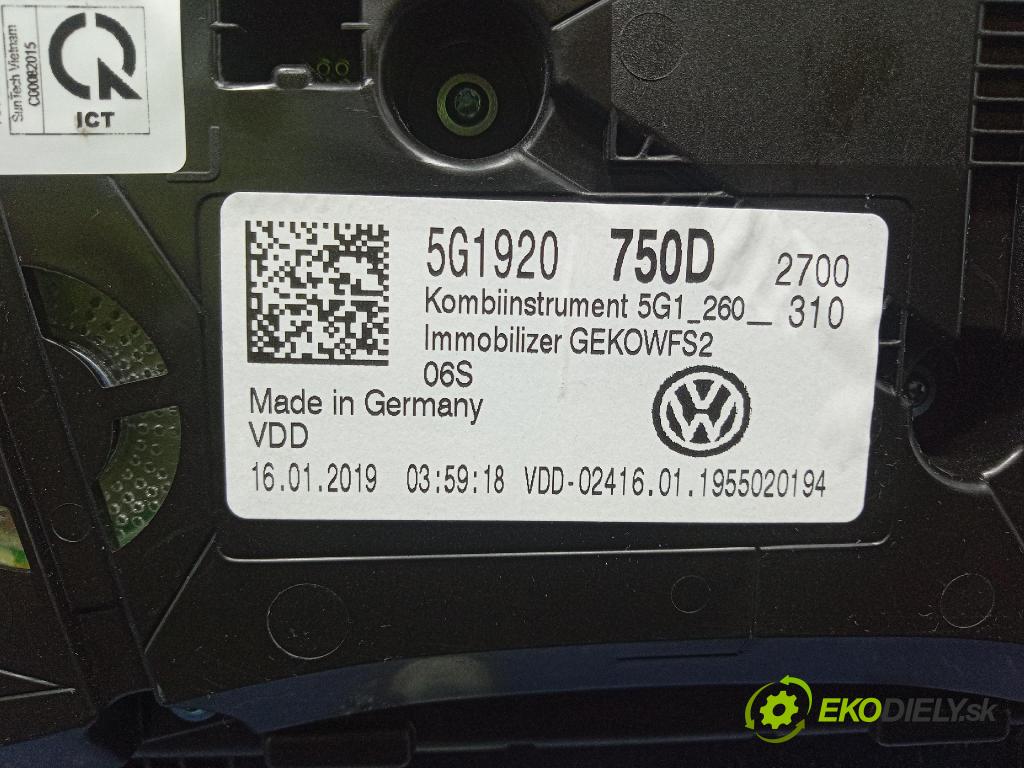 SunTech Vietnam
C00082015
ICT
5G1920 750D 2700
Kombiinstrument 5G1_260_ 310
Immobilizer GEKOWFS2
06S
Made in Germany
VDD
VW
16.01.2019 03:59:18 VDD-02416.01.1955020194
EKODIELY.sk